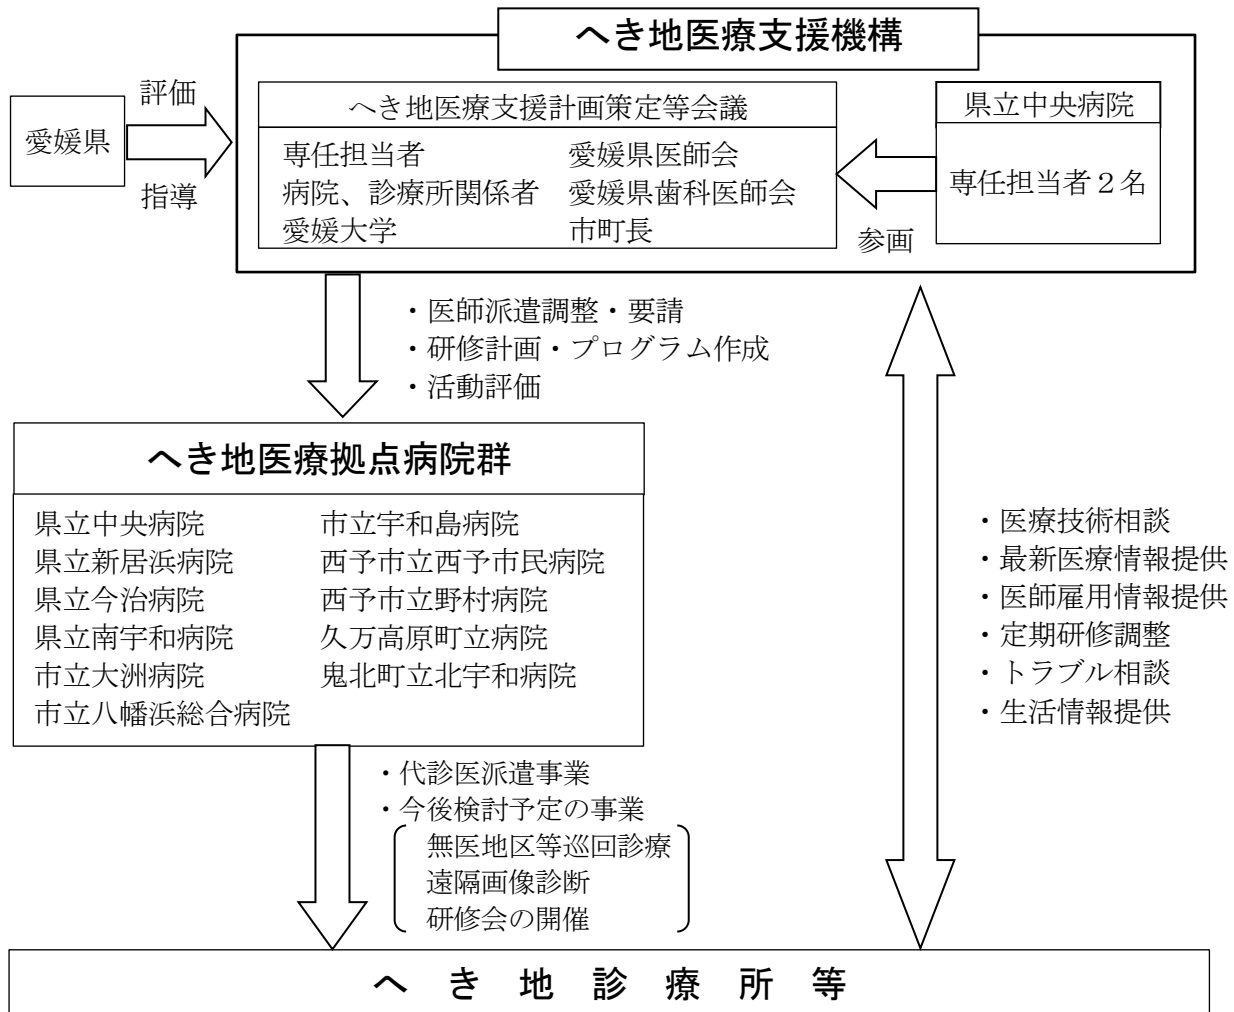 へき地医療支援機構
愛媛県
評価
指導
へき地医療支援計画策定等会議
専任担当者
病院、診療所関係者
愛媛大学
愛媛県医師会
愛媛県歯科医師会
市町長
県立中央病院
専任担当者２名
参画
・医師派遣調整・要請
・研修計画・プログラム作成
・活動評価
へき地医療拠点病院群
県立中央病院
県立新居浜病院
県立今治病院
県立南宇和病院
市立大洲病院
市立八幡浜総合病院
市立宇和島病院
西予市立西予市民病院
西予市立野村病院
久万高原町立病院
鬼北町立北宇和病院
・医療技術相談
・最新医療情報提供
・医師雇用情報提供
・定期研修調整
・トラブル相談
・生活情報提供
・代診医派遣事業
・今後検討予定の事業
無医地区等巡回診療
遠隔画像診断
研修会の開催
へ き 地 診 療 所 等